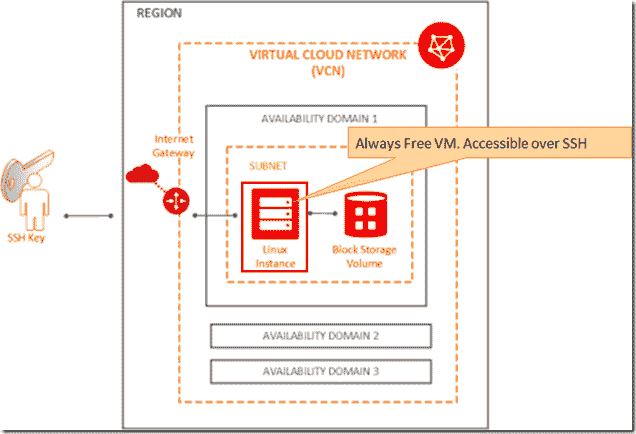 REGION
VIRTUAL CLOUD NETWORK
(VCN)
AVAILABILITY DOMAIN 1
Internet
Gateway
Always Free VM. Accessible over SSH
SUBNET
SSH Key
Linux
Instance
Block Storage
Volume
AVAILABILITY DOMAIN 2
AVAILABILITY DOMAIN 3